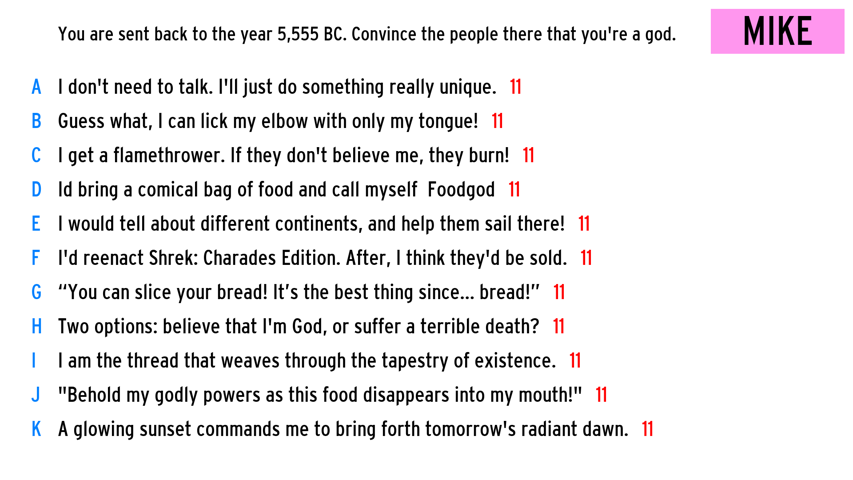 You are sent back to the year 5,555 BC. Convince the people there that you're a god.
MIKE
A I don't need to talk. I'll just do something really unique. 11
B Guess what, I can lick my elbow with only my tongue! 11
C I get a flamethrower. If they don't believe me, they burn! 11
D Id bring a comical bag of food and call myself  Foodgod 11
E I would tell about different continents, and help them sail there! 11
F I'd reenact Shrek: Charades Edition. After, I think they'd be sold. 11
G “You can slice your bread! It’s the best thing since... bread!” 11
H Two options: believe that I'm God, or suffer a terrible death? 11
I I am the thread that weaves through the tapestry of existence. 11
J "Behold my godly powers as this food disappears into my mouth!" 11
K A glowing sunset commands me to bring forth tomorrow's radiant dawn. 11